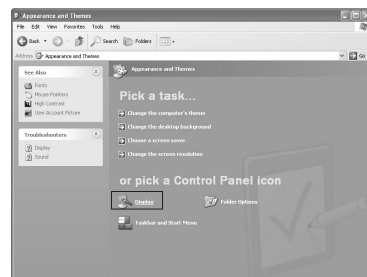 Appearance and Themes
File Edit View Favorites Tools Help
Back Search Folders
Address Appearance and Themes Go
See Also
Fonts
Mouse Pointers
High Contrast
User Account Picture
Troubleshooters
Display
Sound
Appearance and Themes
Pick a task...
Change the computer's theme
Change the desktop background
Choose a screen saver
Change the screen resolution
or pick a Control Panel icon
Display Folder Options
Taskbar and Start Menu